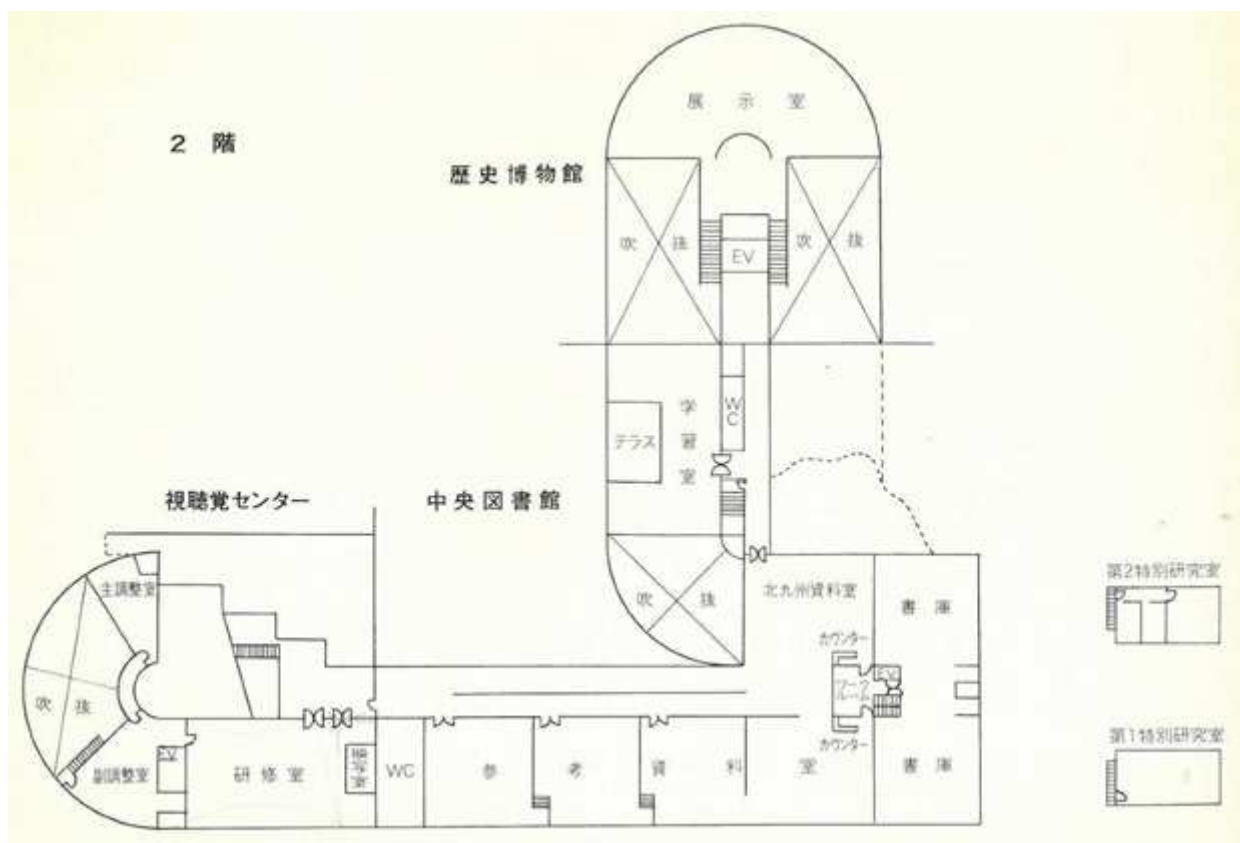 2 階
展示室
歴史博物館
吹抜
吹抜
EV
学習室
WC
テラス
視聴覚センター
中央図書館
吹抜
北九州資料室
書庫
カウンター
EV
カウンター
書庫
主調整室
吹抜
副調整室
EV
研修室
WC
参考資料室
第2特別研究室
第1特別研究室